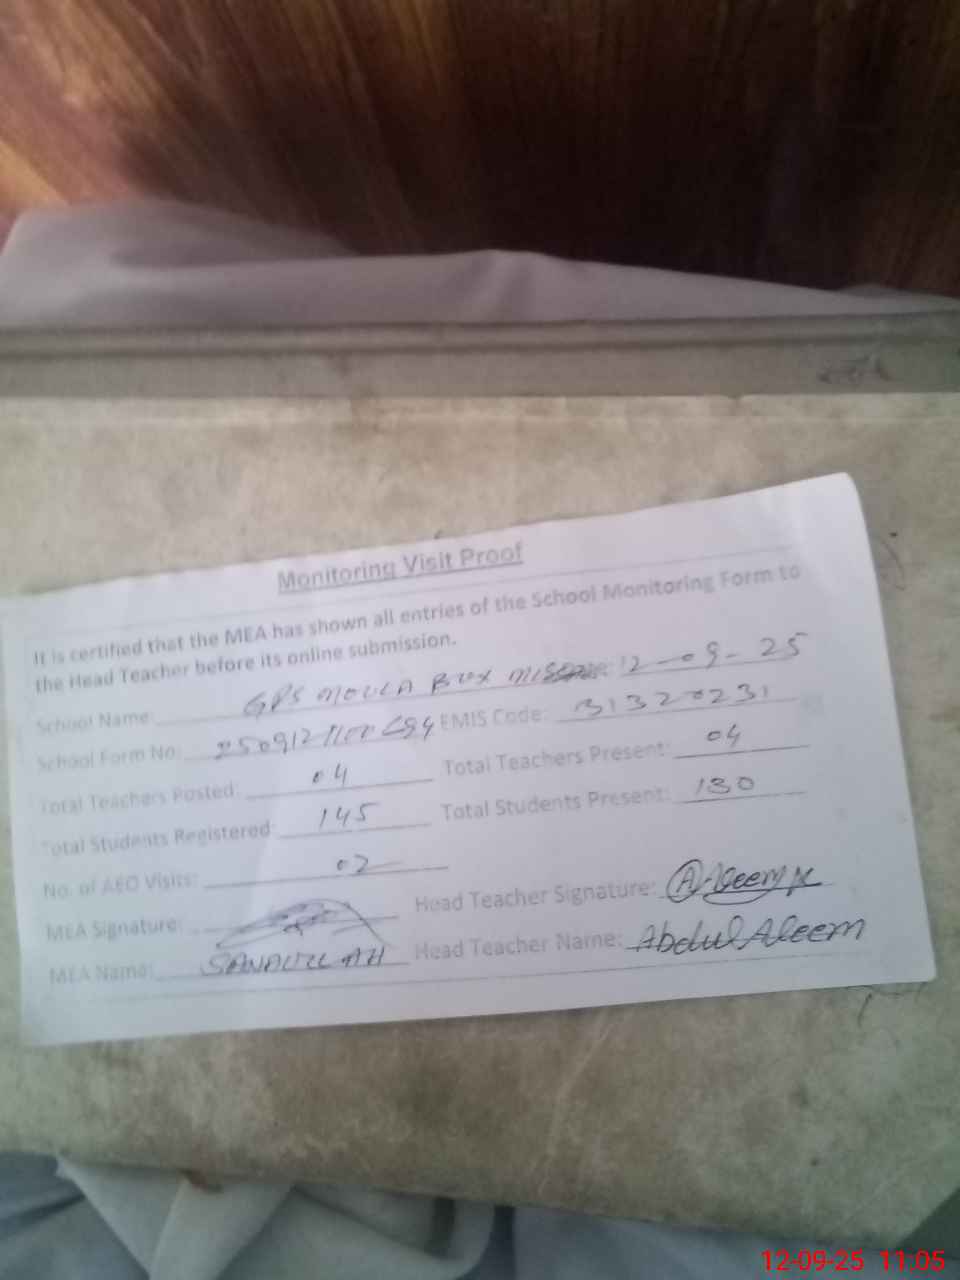 Monitoring Visit Proof
It is certified that the MEA has shown all entries of the School Monitoring Form to
the Head Teacher before its online submission.
School Name GPS MOULA BUX 12-09-25
School Form No: EMIS Code: 31320231
Total Teachers Posted: 04 Total Teachers Present: 04
Total Students Registered: 145 Total Students Present: 130
No. of AEO Visits: 02
MEA Signature: Head Teacher Signature: A.Aleem
MEA Name: SANAULLAH Head Teacher Name: Abdul Aleem
12-09-25 11:05